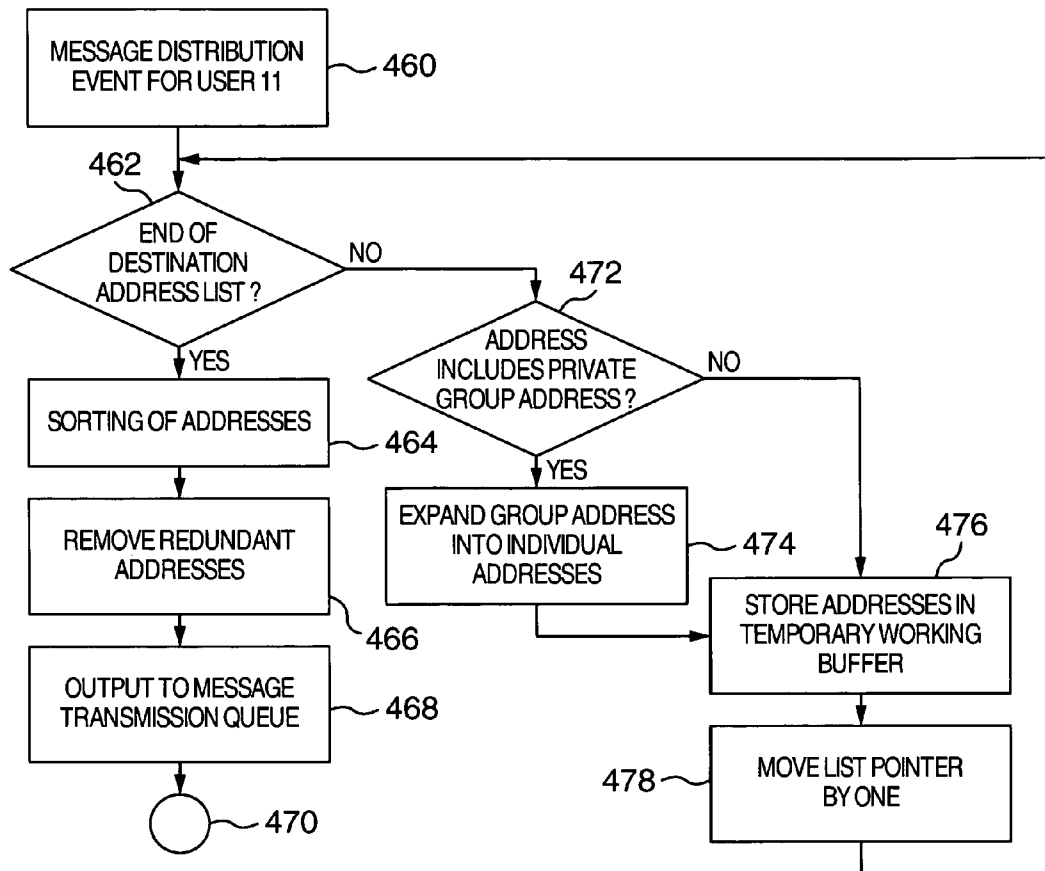 MESSAGE DISTRIBUTION
EVENT FOR USER 11
460
462
END OF
DESTINATION
ADDRESS LIST ?
NO
YES
472
ADDRESS
INCLUDES PRIVATE
GROUP ADDRESS ?
NO
YES
SORTING OF ADDRESSES
464
REMOVE REDUNDANT
ADDRESSES
466
EXPAND GROUP ADDRESS
INTO INDIVIDUAL
ADDRESSES
474
476
STORE ADDRESSES IN
TEMPORARY WORKING
BUFFER
OUTPUT TO MESSAGE
TRANSMISSION QUEUE
468
478
MOVE LIST POINTER
BY ONE
470